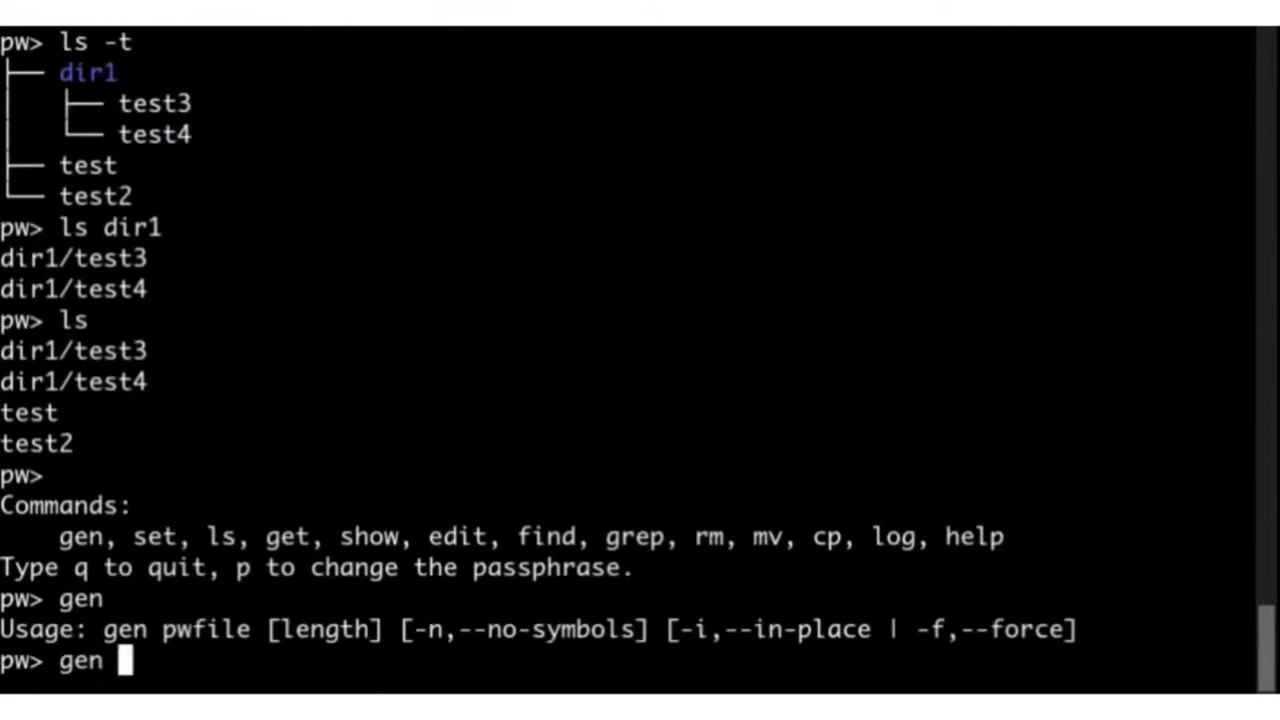 pw> ls -t
├── dir1
│   ├── test3
│   └── test4
├── test
└── test2
pw> ls dir1
dir1/test3
dir1/test4
pw> ls
dir1/test3
dir1/test4
test
test2
pw>
Commands:
    gen, set, ls, get, show, edit, find, grep, rm, mv, cp, log, help
Type q to quit, p to change the passphrase.
pw> gen
Usage: gen pwfile [length] [-n,--no-symbols] [-i,--in-place | -f,--force]
pw> gen